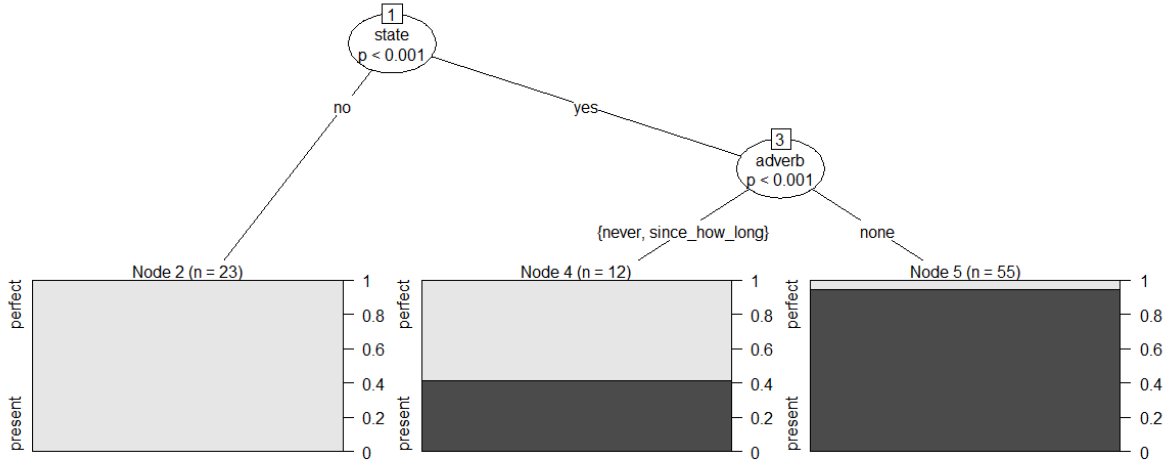 1
state
p < 0.001
no
yes
3
adverb
p < 0.001
{never, since_how_long}
none
Node 2 (n = 23)
perfect
present
1
0.8
0.6
0.4
0.2
0
Node 4 (n = 12)
perfect
present
1
0.8
0.6
0.4
0.2
0
Node 5 (n = 55)
perfect
present
1
0.8
0.6
0.4
0.2
0